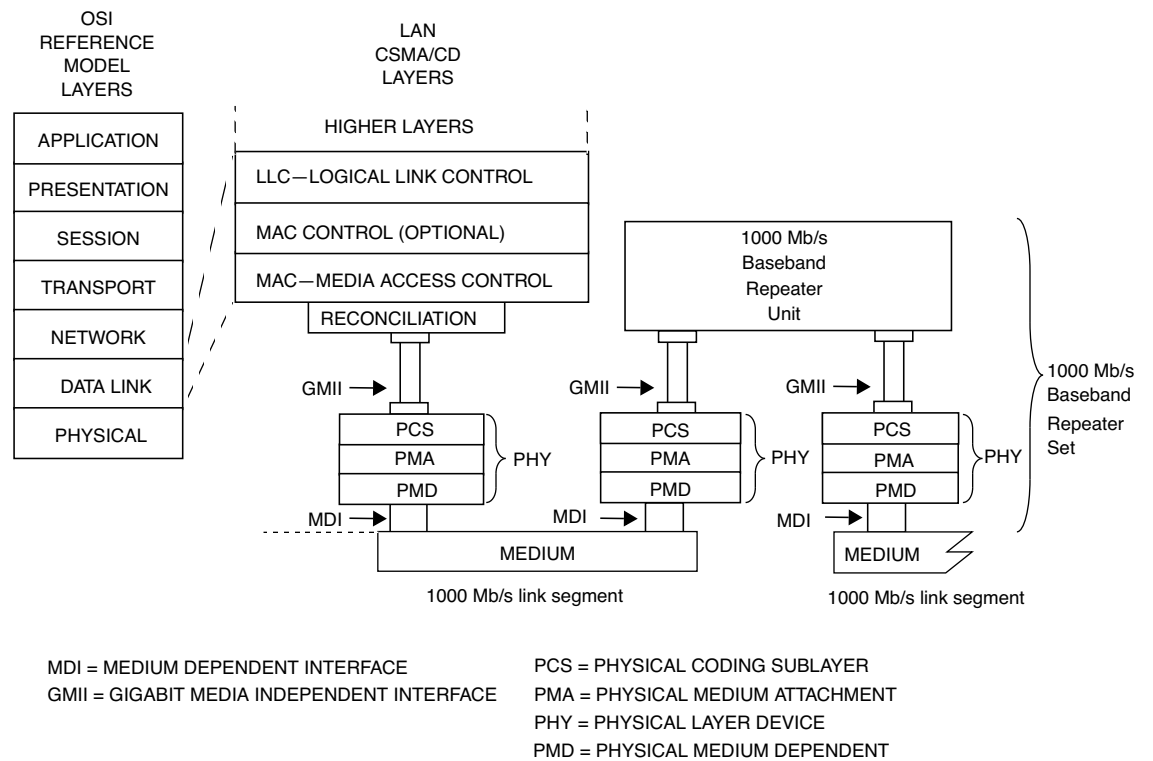 OSI
REFERENCE
MODEL
LAYERS
APPLICATION
PRESENTATION
SESSION
TRANSPORT
NETWORK
DATA LINK
PHYSICAL
LAN
CSMA/CD
LAYERS
HIGHER LAYERS
LLC—LOGICAL LINK CONTROL
MAC CONTROL (OPTIONAL)
MAC—MEDIA ACCESS CONTROL
RECONCILIATION
GMII
PCS
PMA
PMD
PHY
MDI
1000 Mb/s
Baseband
Repeater
Unit
GMII
PCS
PMA
PMD
PHY
MDI
GMII
PCS
PMA
PMD
PHY
MDI
1000 Mb/s
Baseband
Repeater
Set
MEDIUM
MEDIUM
1000 Mb/s link segment
1000 Mb/s link segment
MDI = MEDIUM DEPENDENT INTERFACE
GMII = GIGABIT MEDIA INDEPENDENT INTERFACE
PCS = PHYSICAL CODING SUBLAYER
PMA = PHYSICAL MEDIUM ATTACHMENT
PHY = PHYSICAL LAYER DEVICE
PMD = PHYSICAL MEDIUM DEPENDENT